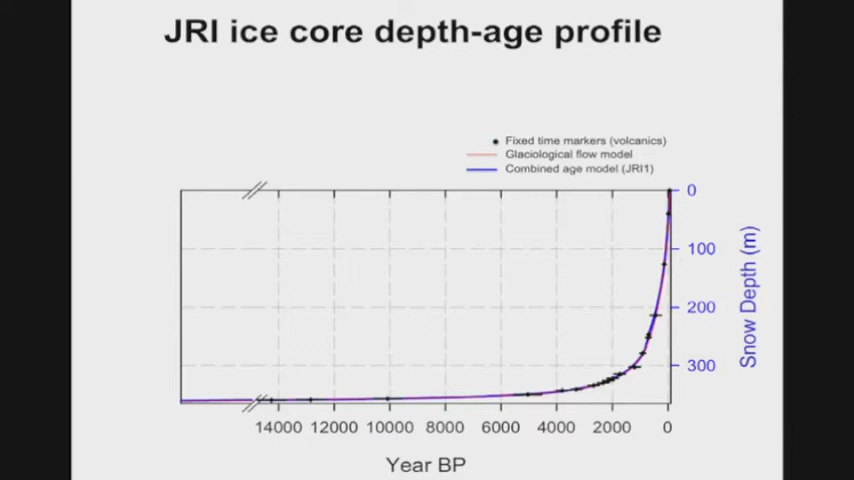 JRI ice core depth-age profile
Fixed time markers (volcanics)
Glaciological flow model
Combined age model (JRI1)
0
100
200
300
Snow Depth (m)
14000 12000 10000 8000 6000 4000 2000 0
Year BP